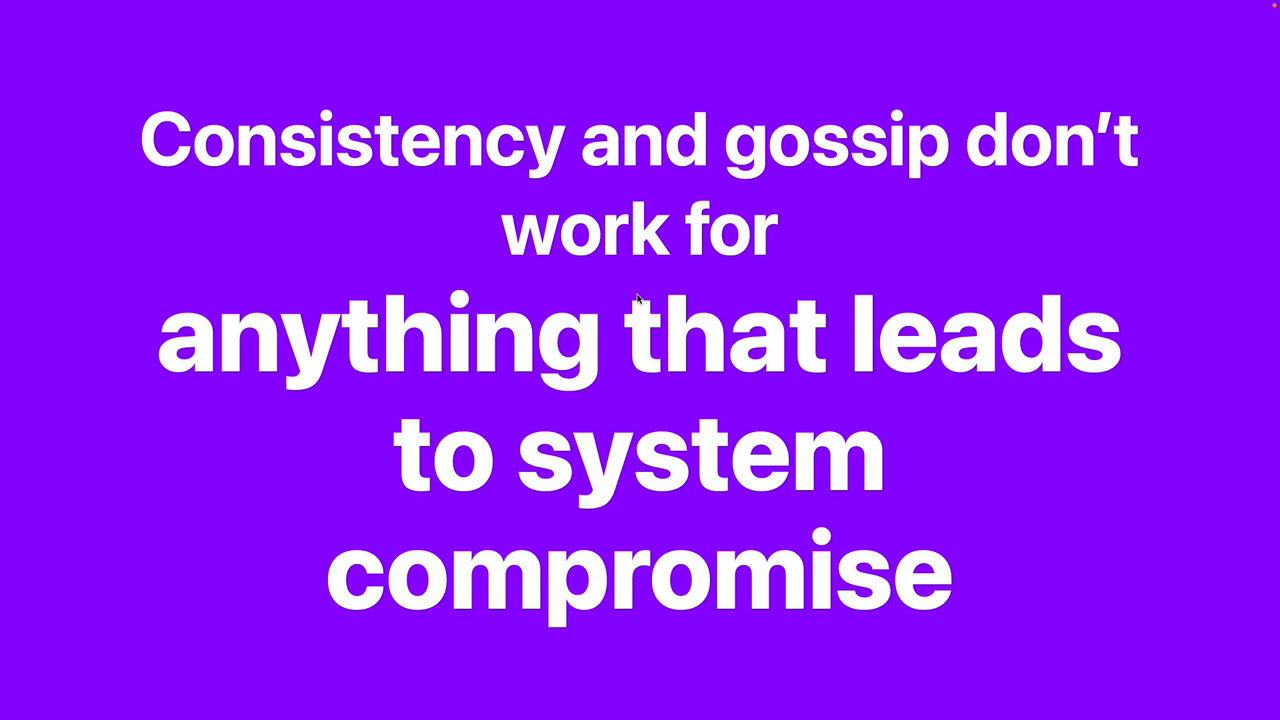 Consistency and gossip don’t
work for
anything that leads
to system
compromise